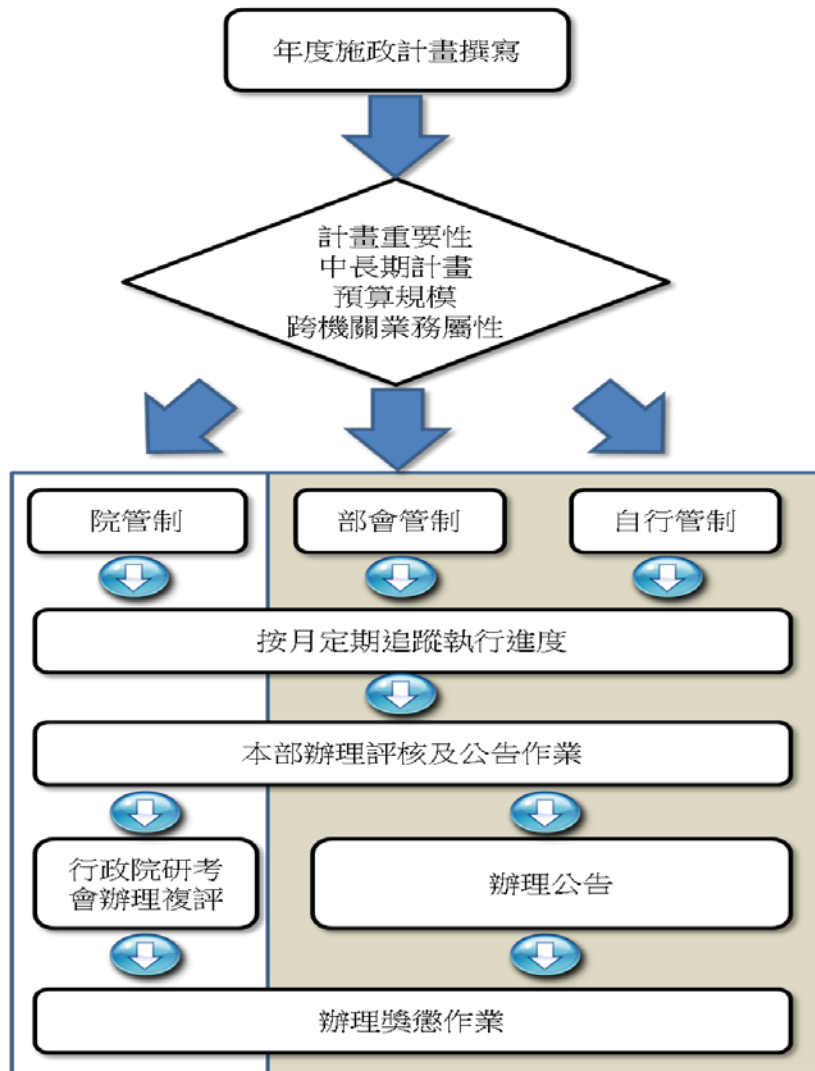 年度施政計畫撰寫
計畫重要性
中長期計畫
預算規模
跨機關業務屬性
院管制
部會管制
自行管制
按月定期追蹤執行進度
本部辦理評核及公告作業
行政院研考
會辦理複評
辦理公告
辦理獎懲作業